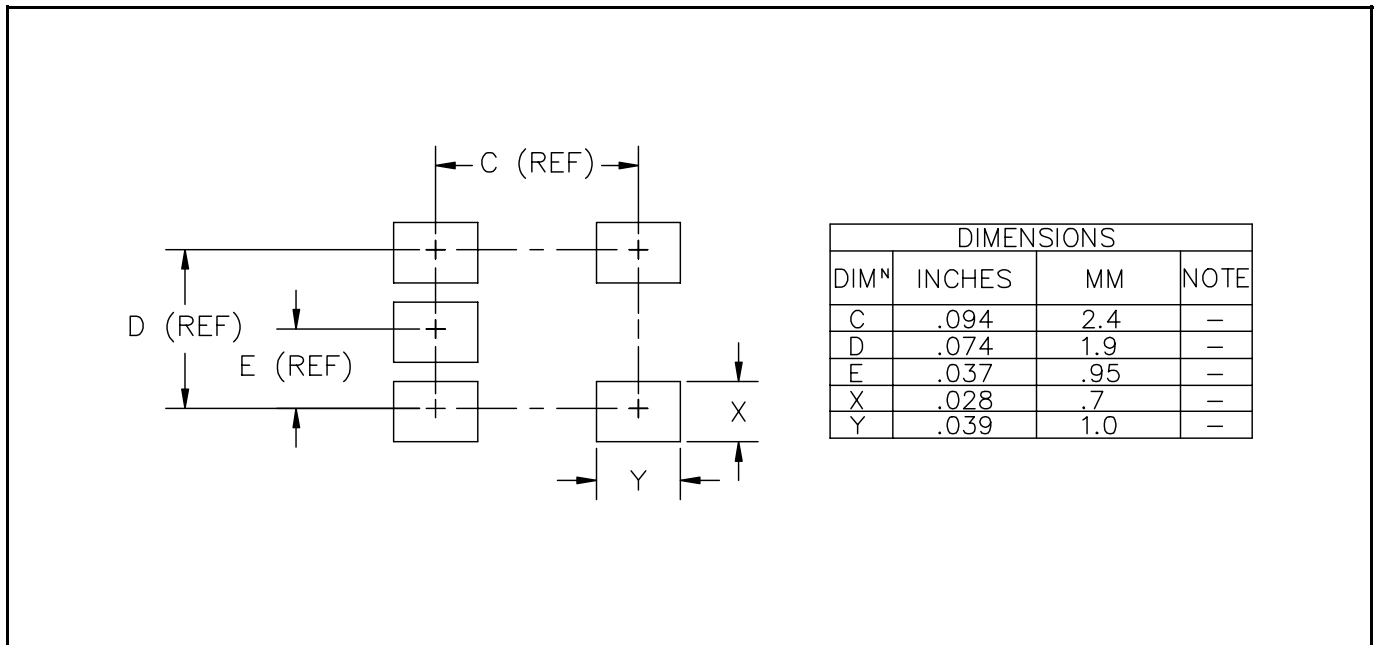 C (REF)
D (REF)
E (REF)
X
Y
DIMENSIONS
DIMᴺ INCHES MM NOTE
C .094 2.4 –
D .074 1.9 –
E .037 .95 –
X .028 .7 –
Y .039 1.0 –